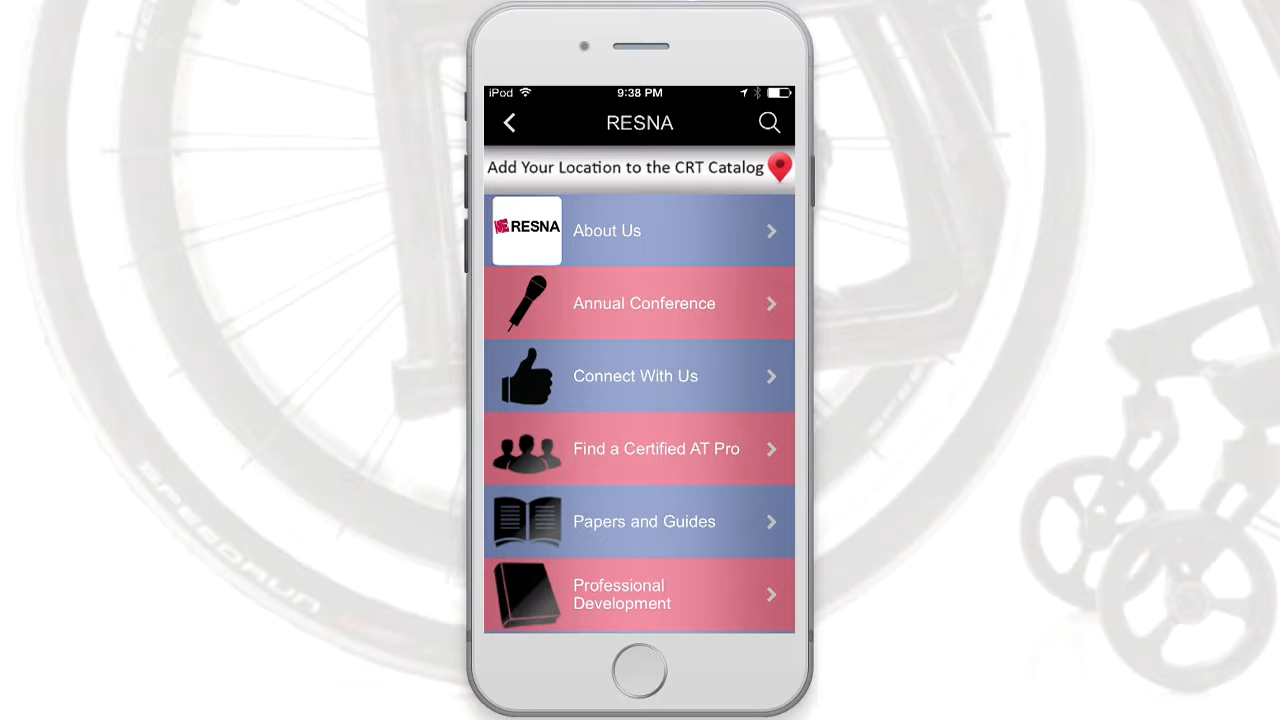 iPod 9:38 PM
RESNA
Add Your Location to the CRT Catalog
RESNA About Us
Annual Conference
Connect With Us
Find a Certified AT Pro
Papers and Guides
Professional
Development
SPEEDRUN